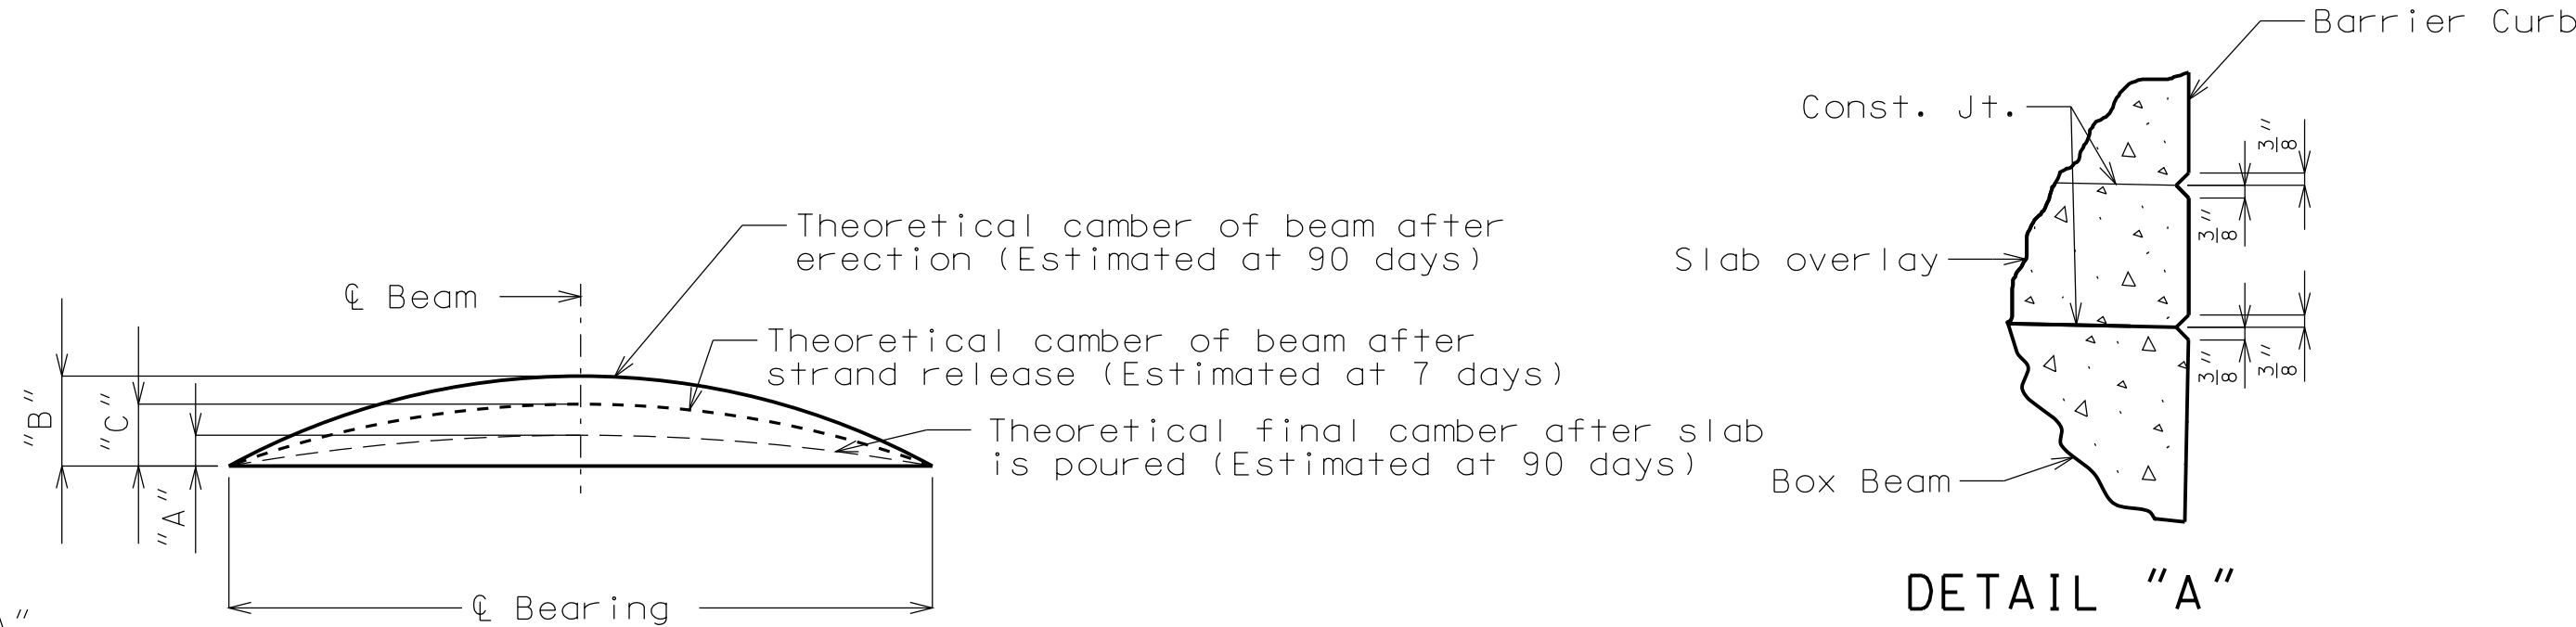 Theoretical camber of beam after
erection (Estimated at 90 days)
℄ Beam
Theoretical camber of beam after
strand release (Estimated at 7 days)
Theoretical final camber after slab
is poured (Estimated at 90 days)
"B"
"C"
"A"
℄ Bearing
Barrier Curb
Const. Jt.
3/8"
3/8"
Slab overlay
3/8"
3/8"
Box Beam
DETAIL "A"